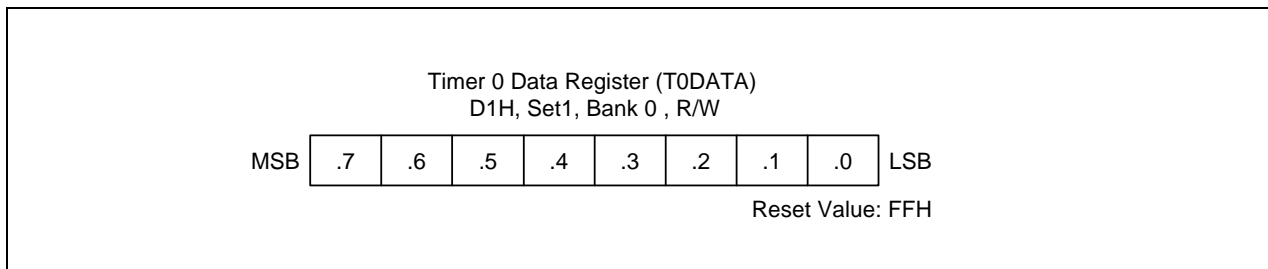 Timer 0 Data Register (T0DATA)
D1H, Set1, Bank 0 , R/W
MSB .7 .6 .5 .4 .3 .2 .1 .0 LSB
Reset Value: FFH